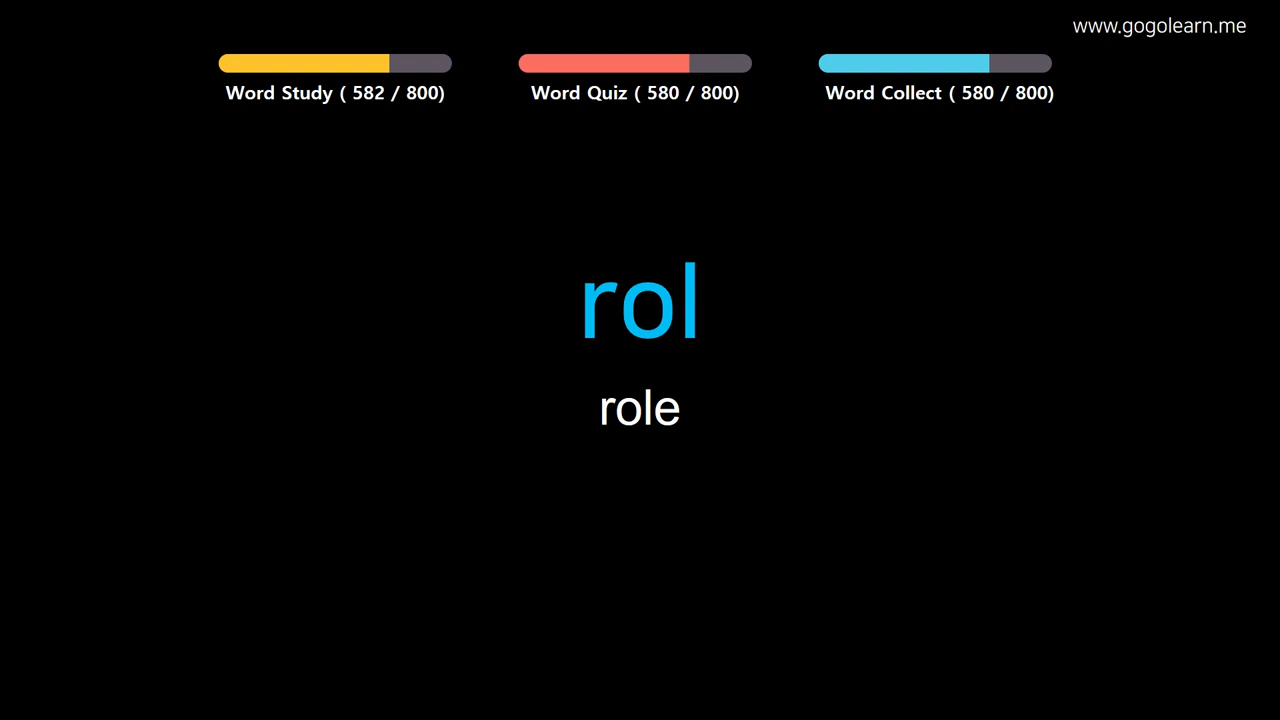 www.gogolearn.me
Word Study ( 582 / 800)
Word Quiz ( 580 / 800)
Word Collect ( 580 / 800)
rol
role